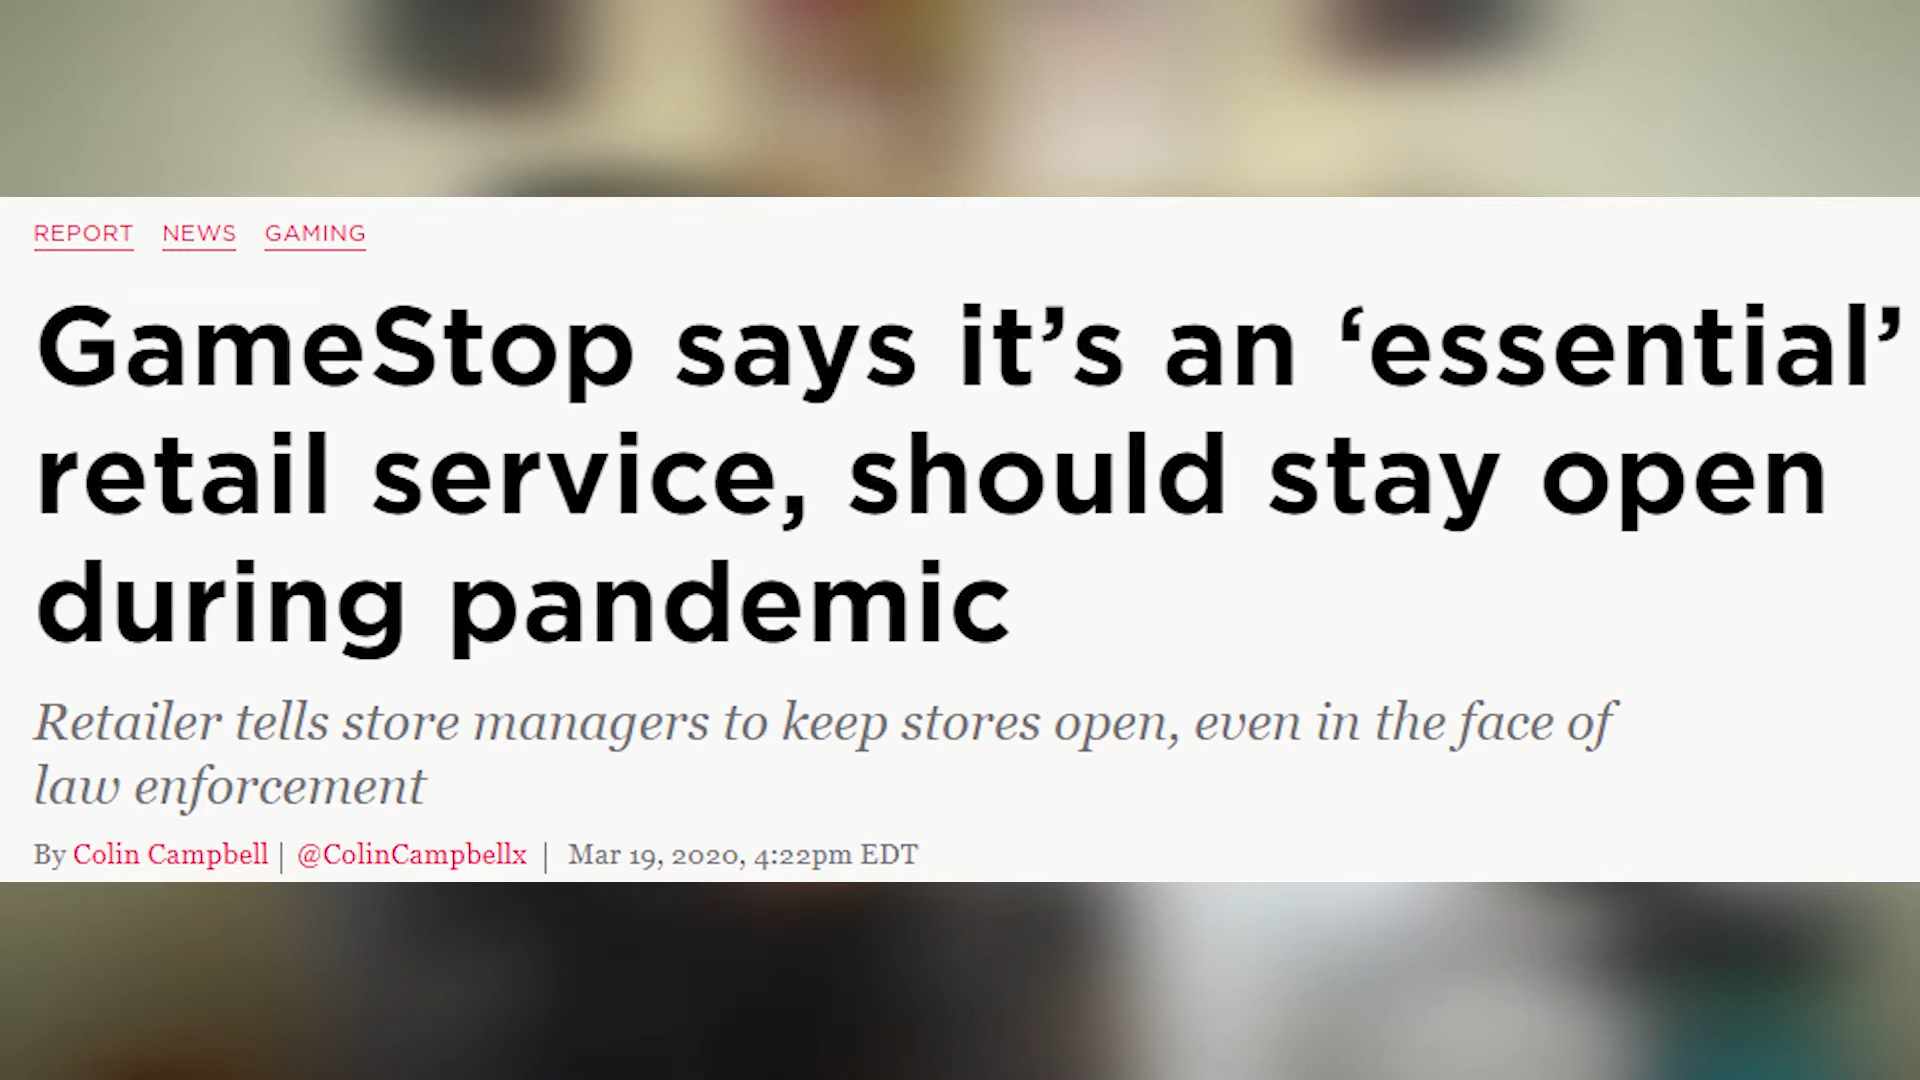 REPORT NEWS GAMING
GameStop says it’s an ‘essential’
retail service, should stay open
during pandemic
Retailer tells store managers to keep stores open, even in the face of
law enforcement
By Colin Campbell | @ColinCampbellx | Mar 19, 2020, 4:22pm EDT